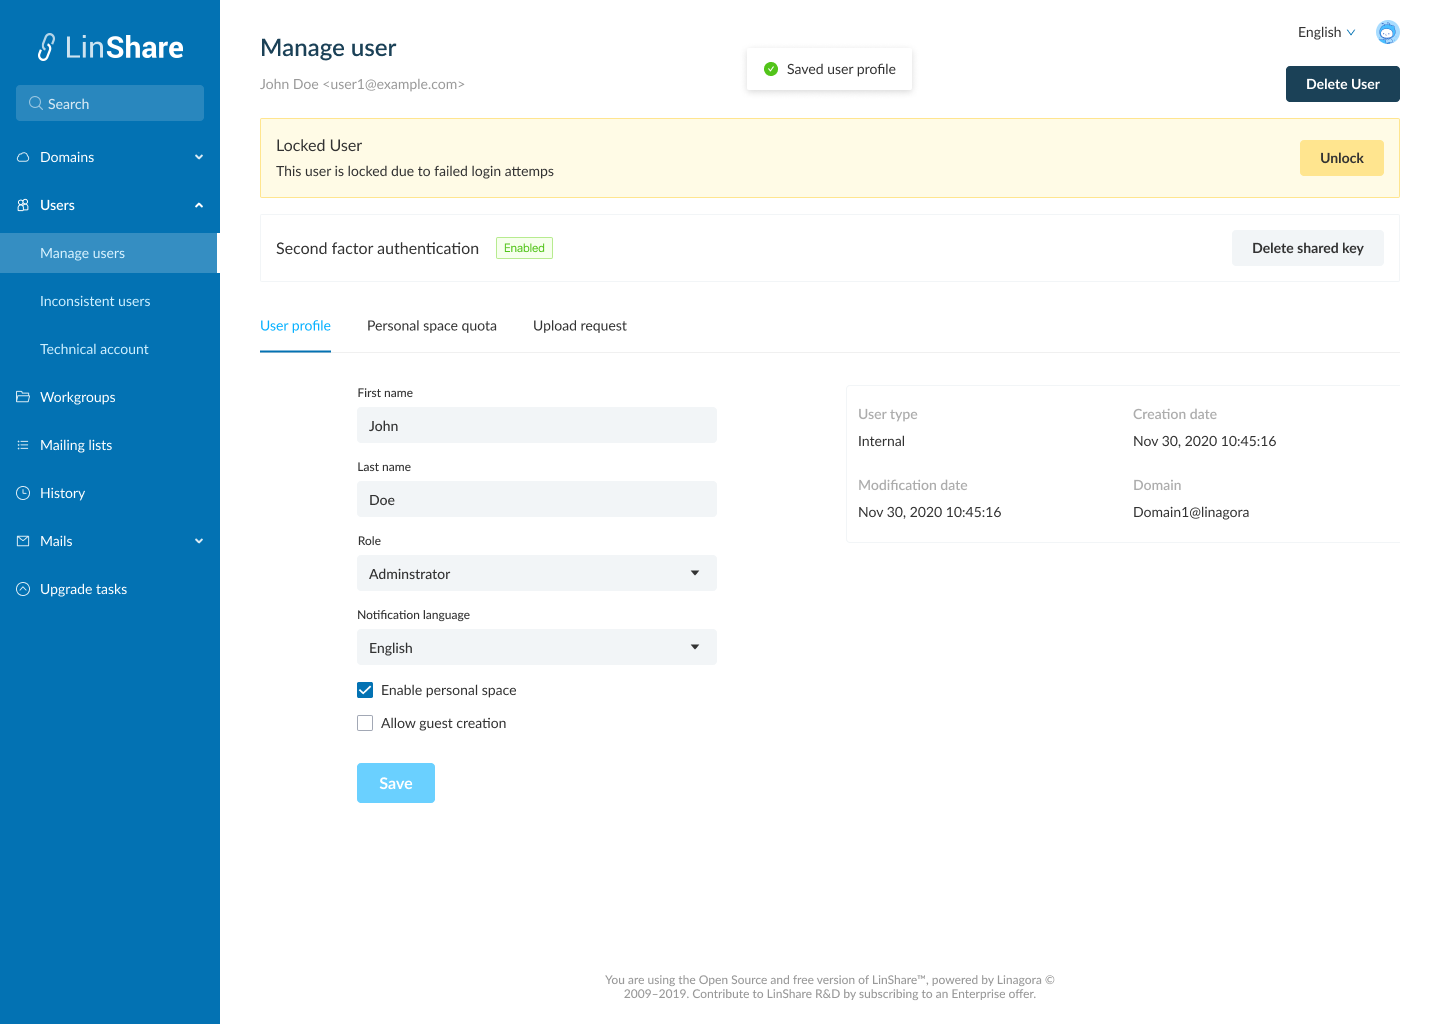 LinShare
Search
Domains
Users
Manage users
Inconsistent users
Technical account
Workgroups
Mailing lists
History
Mails
Upgrade tasks
English
Manage user
John Doe <user1@example.com>
Saved user profile
Delete User
Locked User
This user is locked due to failed login attemps
Unlock
Second factor authentication
Enabled
Delete shared key
User profile
Personal space quota
Upload request
First name
John
Last name
Doe
Role
Adminstrator
Notification language
English
Enable personal space
Allow guest creation
Save
User type
Creation date
Internal
Nov 30, 2020 10:45:16
Modification date
Domain
Nov 30, 2020 10:45:16
Domain1@linagora
You are using the Open Source and free version of LinShare™, powered by Linagora ©
2009–2019. Contribute to LinShare R&D by subscribing to an Enterprise offer.